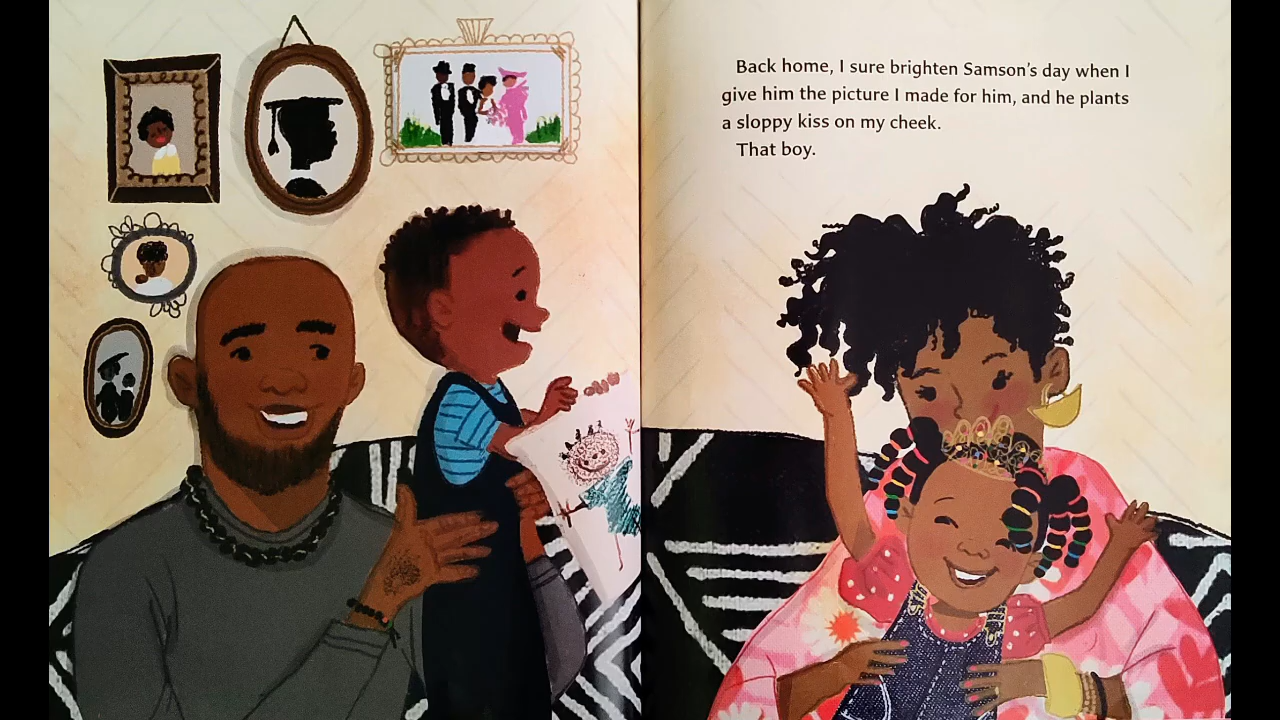 Back home, I sure brighten Samson's day when I
give him the picture I made for him, and he plants
a sloppy kiss on my cheek.
That boy.